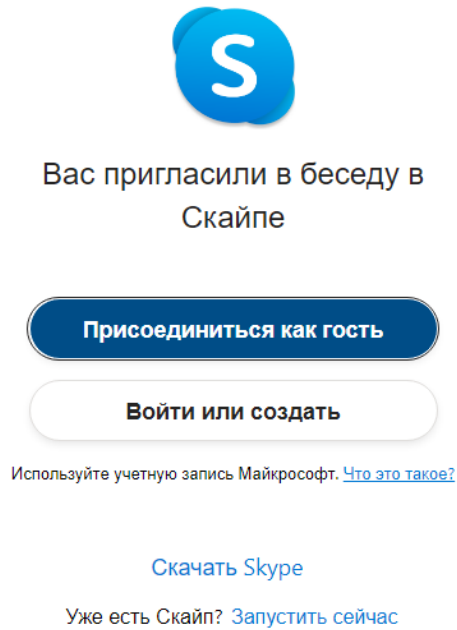 S
Вас пригласили в беседу в
Скайпе
Присоединиться как гость
Войти или создать
Используйте учетную запись Майкрософт. Что это такое?
Скачать Skype
Уже есть Скайп? Запустить сейчас